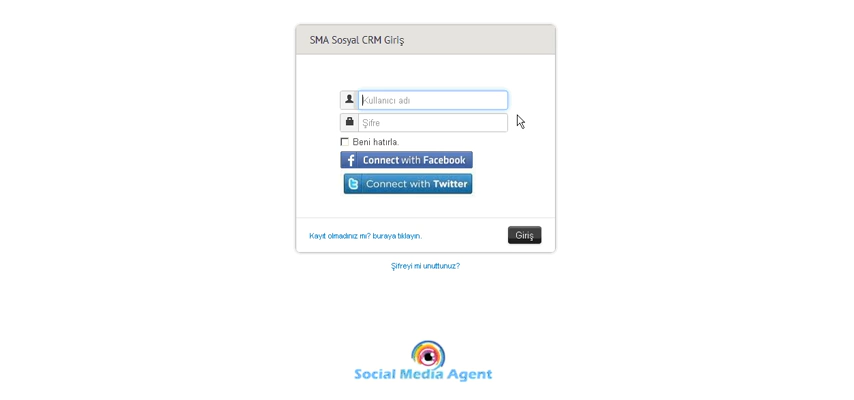 SMA Sosyal CRM Giriş
Kullanıcı adı
Şifre
Beni hatırla.
Connect with Facebook
Connect with Twitter
Kayıt olmadınız mı? buraya tıklayın.
Giriş
Şifreyi mi unuttunuz?
Social Media Agent